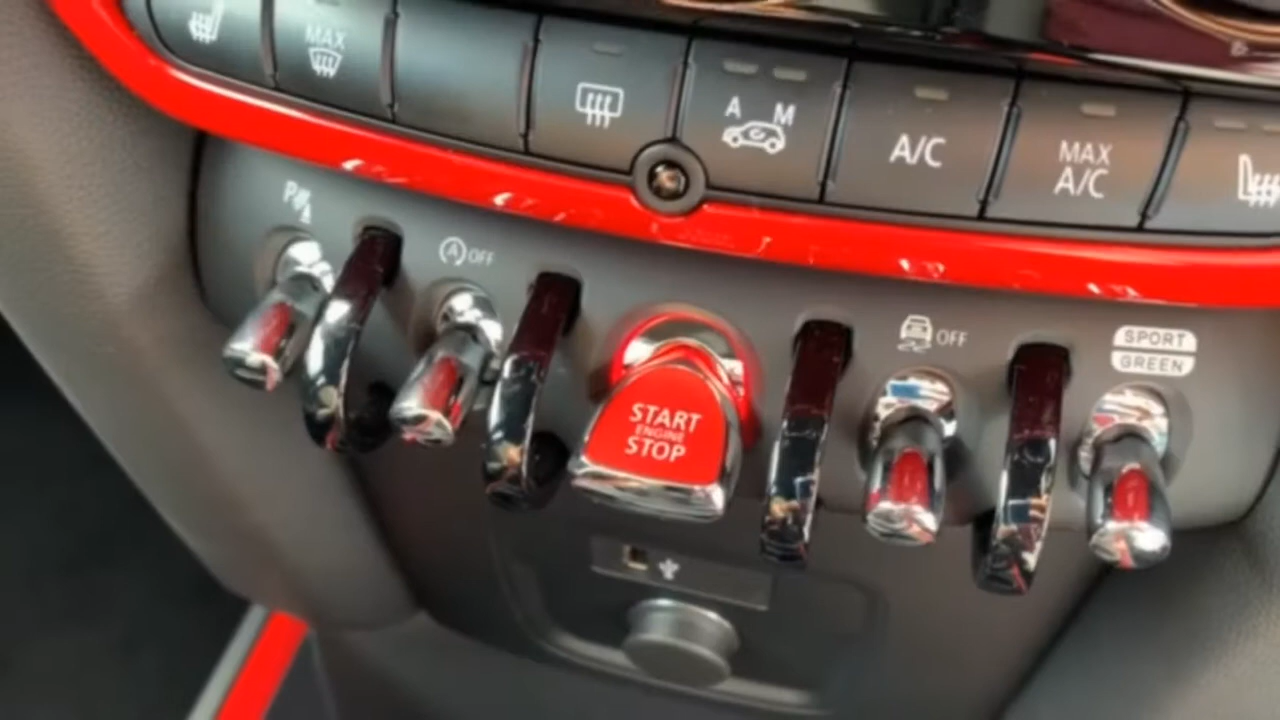 MAX
A M
A/C
MAX
A/C
P
A OFF
START
ENGINE
STOP
OFF
SPORT
GREEN